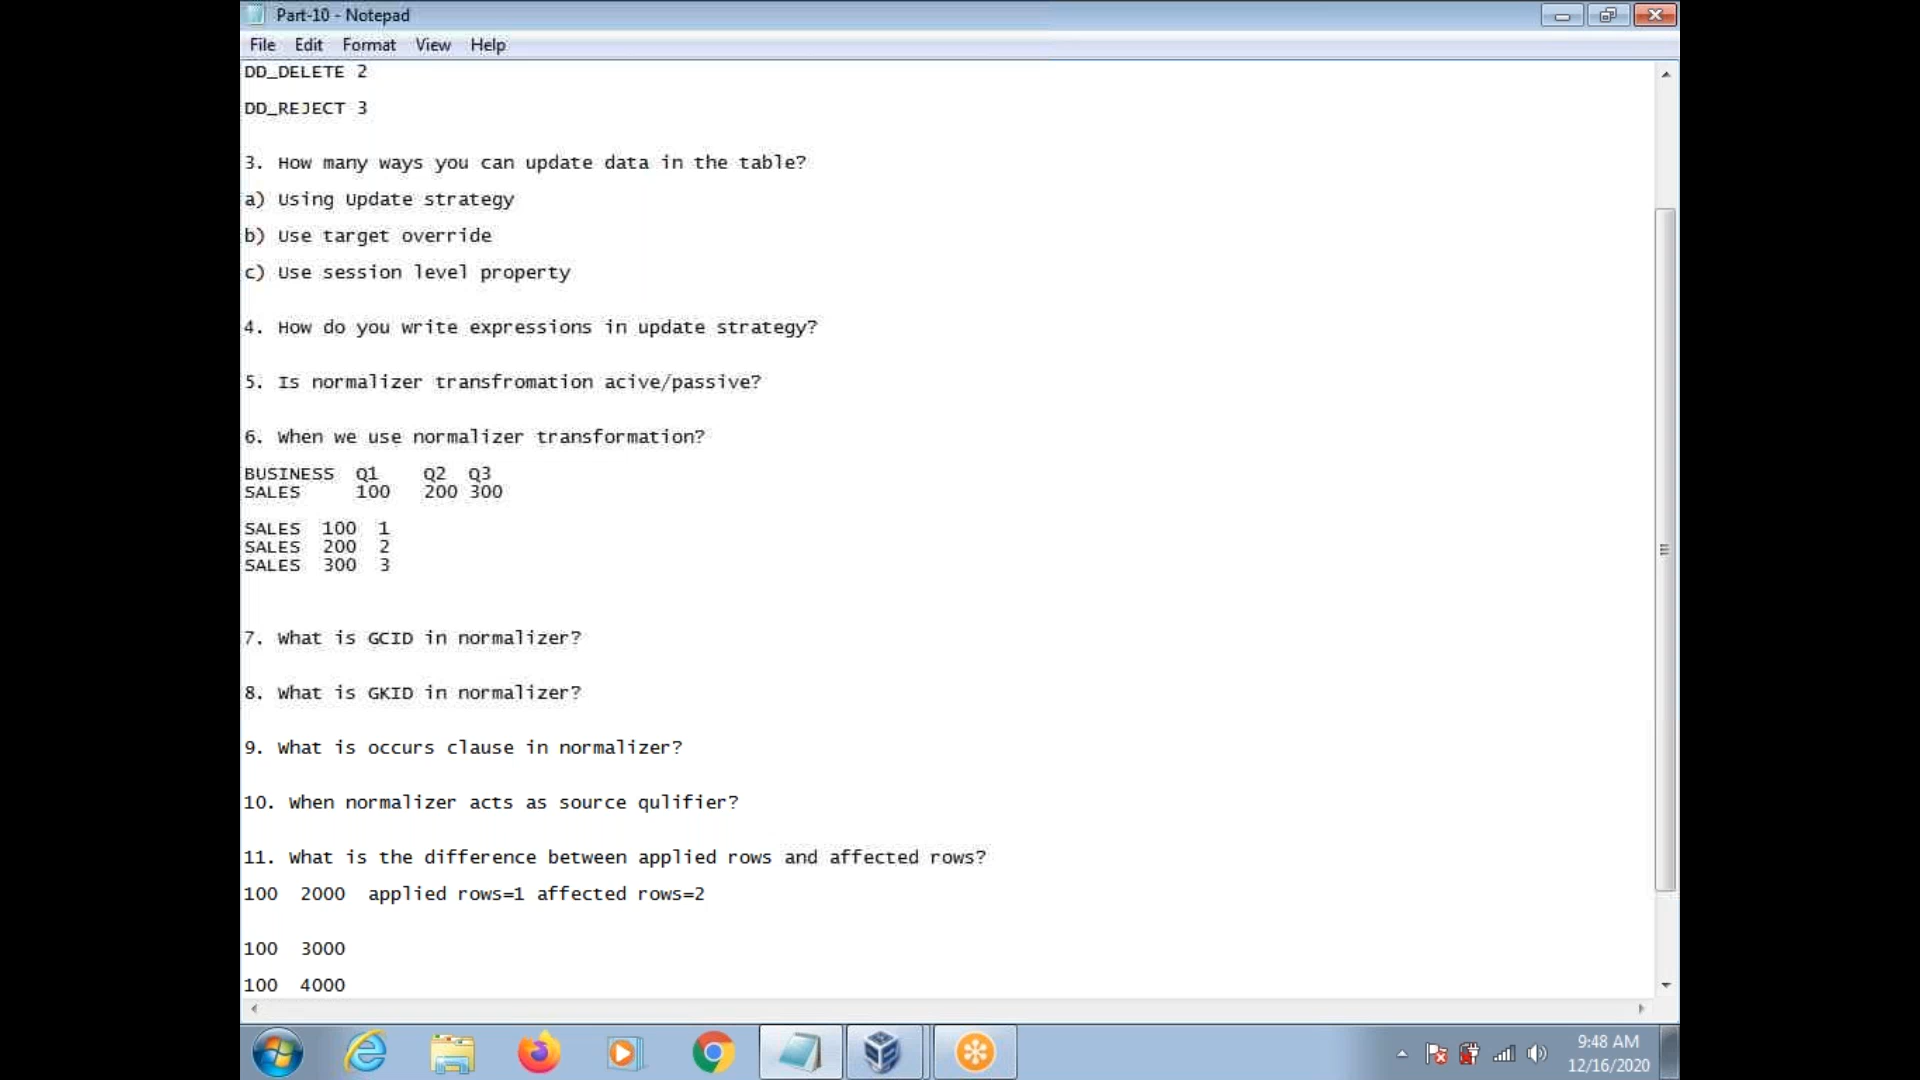 Part-10 - Notepad
File Edit Format View Help
DD_DELETE 2
DD_REJECT 3
3. How many ways you can update data in the table?
a) Using Update strategy
b) Use target override
c) Use session level property
4. How do you write expressions in update strategy?
5. Is normalizer transfromation acive/passive?
6. When we use normalizer transformation?
BUSINESS Q1 Q2 Q3
SALES 100 200 300
SALES 100 1
SALES 200 2
SALES 300 3
7. What is GCID in normalizer?
8. What is GKID in normalizer?
9. What is occurs clause in normalizer?
10. When normalizer acts as source qulifier?
11. What is the difference between applied rows and affected rows?
100 2000 applied rows=1 affected rows=2
100 3000
100 4000
9:48 AM
12/16/2020